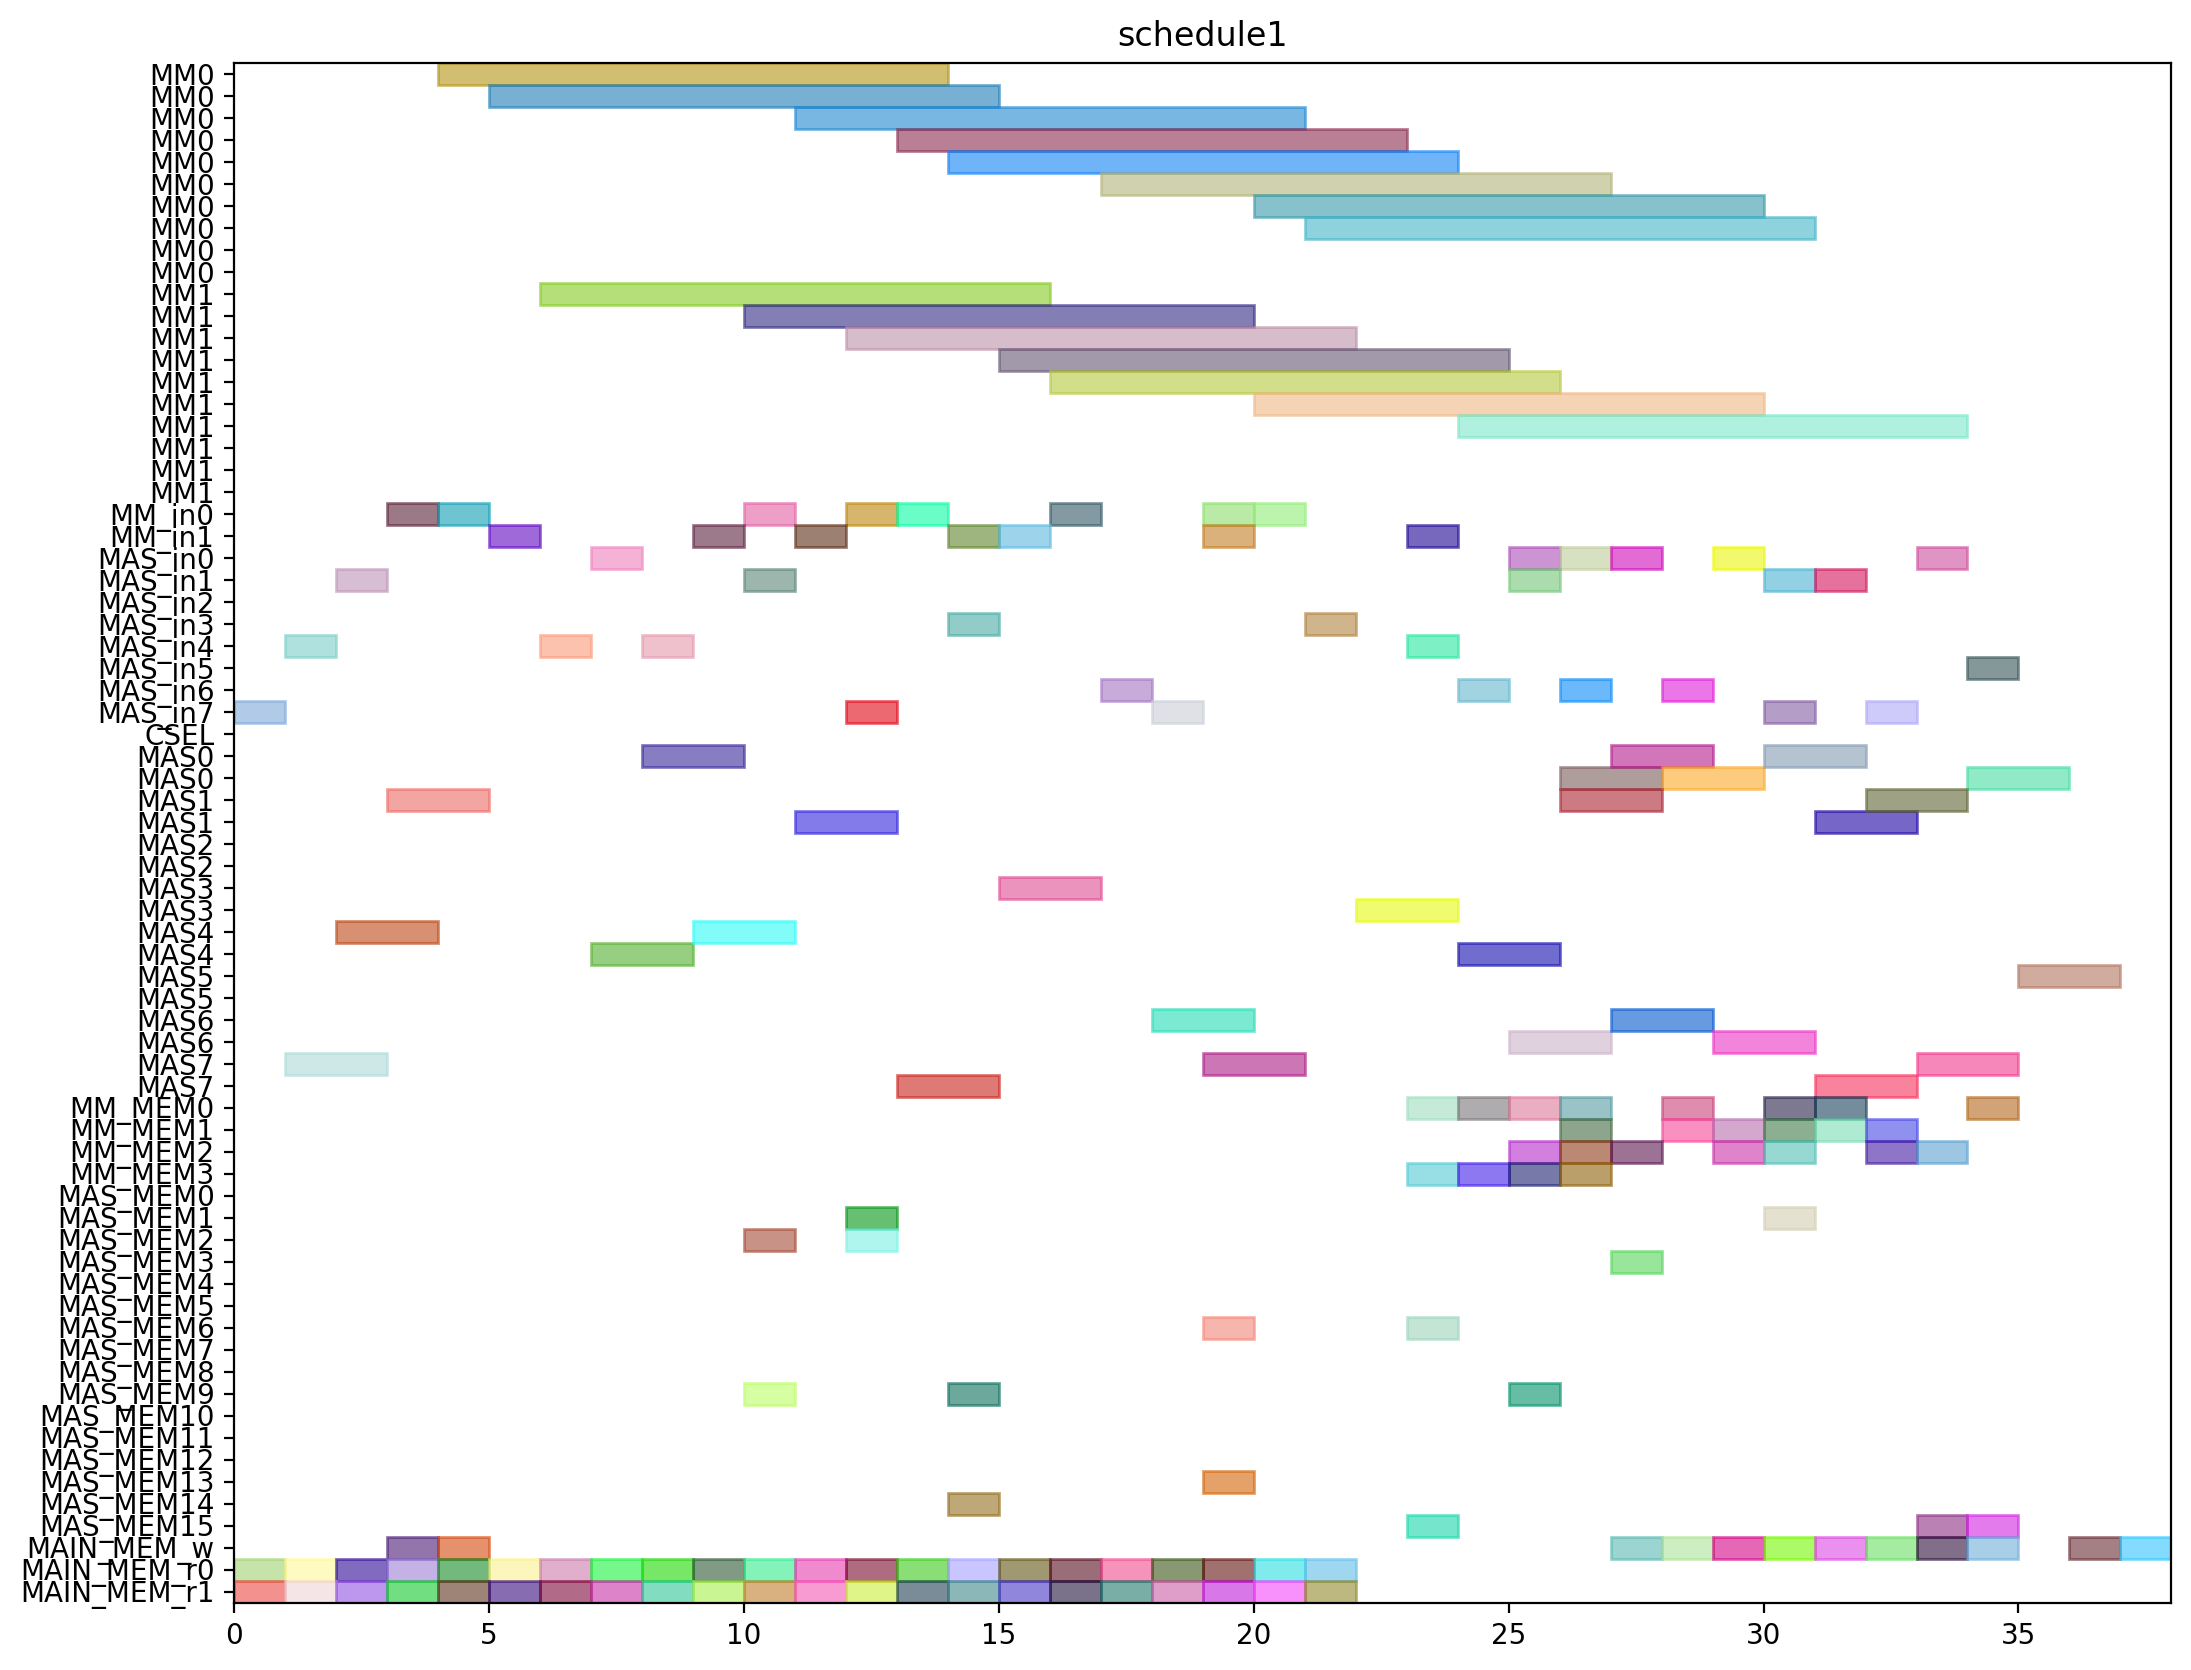 schedule1
MM0
MM0
MM0
MM0
MM0
MM0
MM0
MM0
MM0
MM0
MM1
MM1
MM1
MM1
MM1
MM1
MM1
MM1
MM1
MM1
MM_in0
MM_in1
MAS_in0
MAS_in1
MAS_in2
MAS_in3
MAS_in4
MAS_in5
MAS_in6
MAS_in7
CSEL
MAS0
MAS0
MAS1
MAS1
MAS2
MAS2
MAS3
MAS3
MAS4
MAS4
MAS5
MAS5
MAS6
MAS6
MAS7
MAS7
MM_MEM0
MM_MEM1
MM_MEM2
MM_MEM3
MAS_MEM0
MAS_MEM1
MAS_MEM2
MAS_MEM3
MAS_MEM4
MAS_MEM5
MAS_MEM6
MAS_MEM7
MAS_MEM8
MAS_MEM9
MAS_MEM10
MAS_MEM11
MAS_MEM12
MAS_MEM13
MAS_MEM14
MAS_MEM15
MAIN_MEM_w
MAIN_MEM_r0
MAIN_MEM_r1
0 5 10 15 20 25 30 35